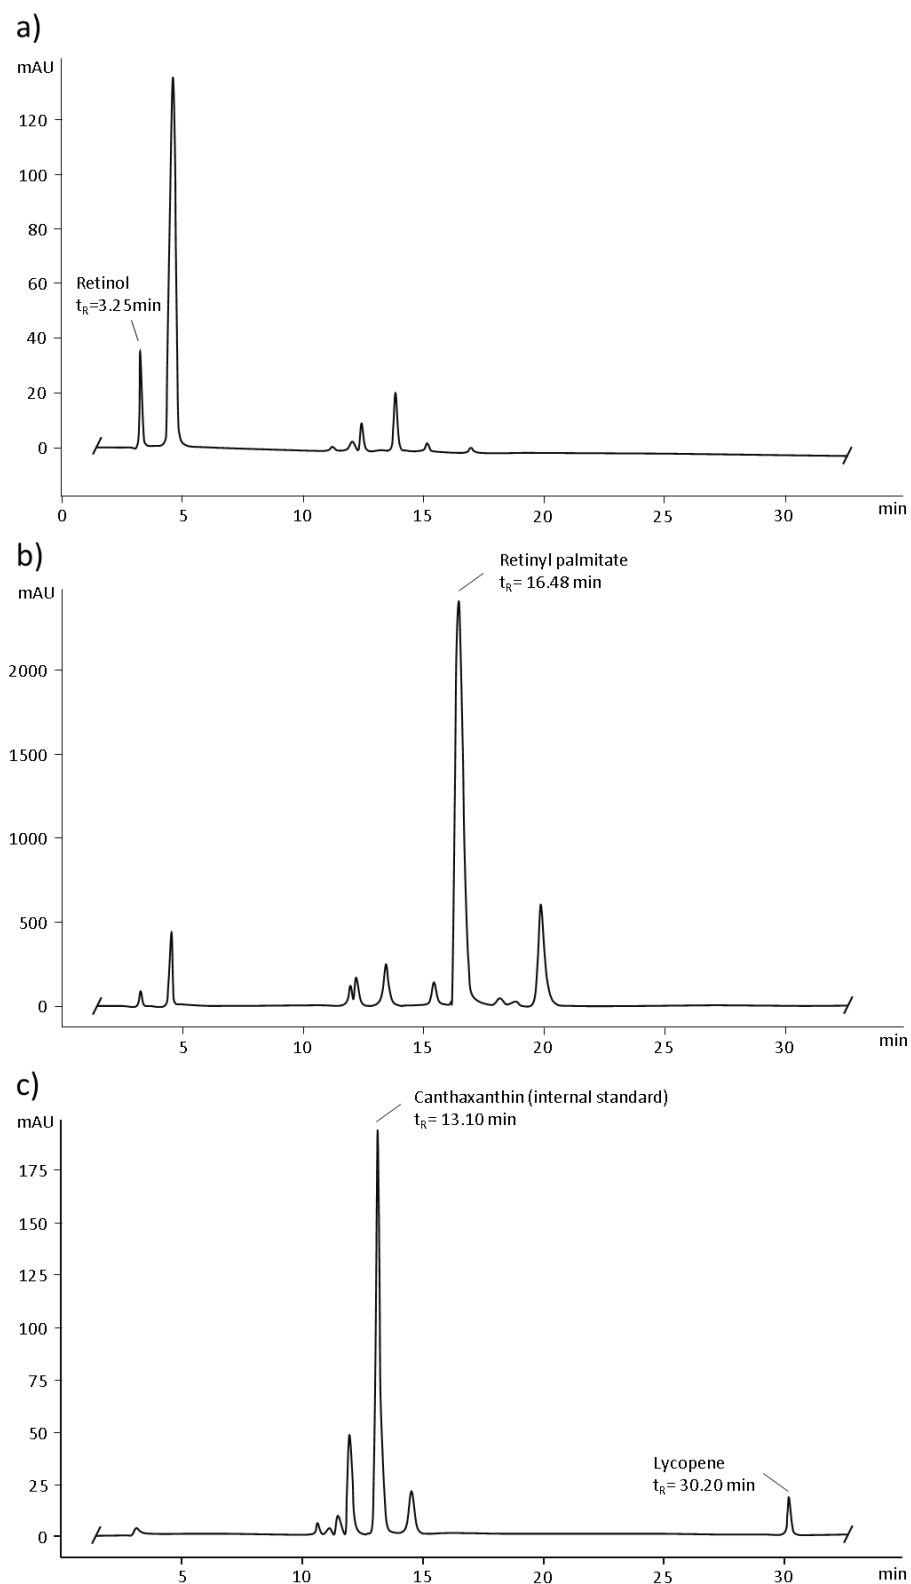 a)
mAU
120
100
80
60
40
20
0
Retinol
tR=3.25min
0 5 10 15 20 25 30 min
b)
mAU
2000
1500
1000
500
0
Retinyl palmitate
tR= 16.48 min
5 10 15 20 25 30 min
c)
mAU
175
150
125
100
75
50
25
0
Canthaxanthin (internal standard)
tR= 13.10 min
Lycopene
tR= 30.20 min
5 10 15 20 25 30 min